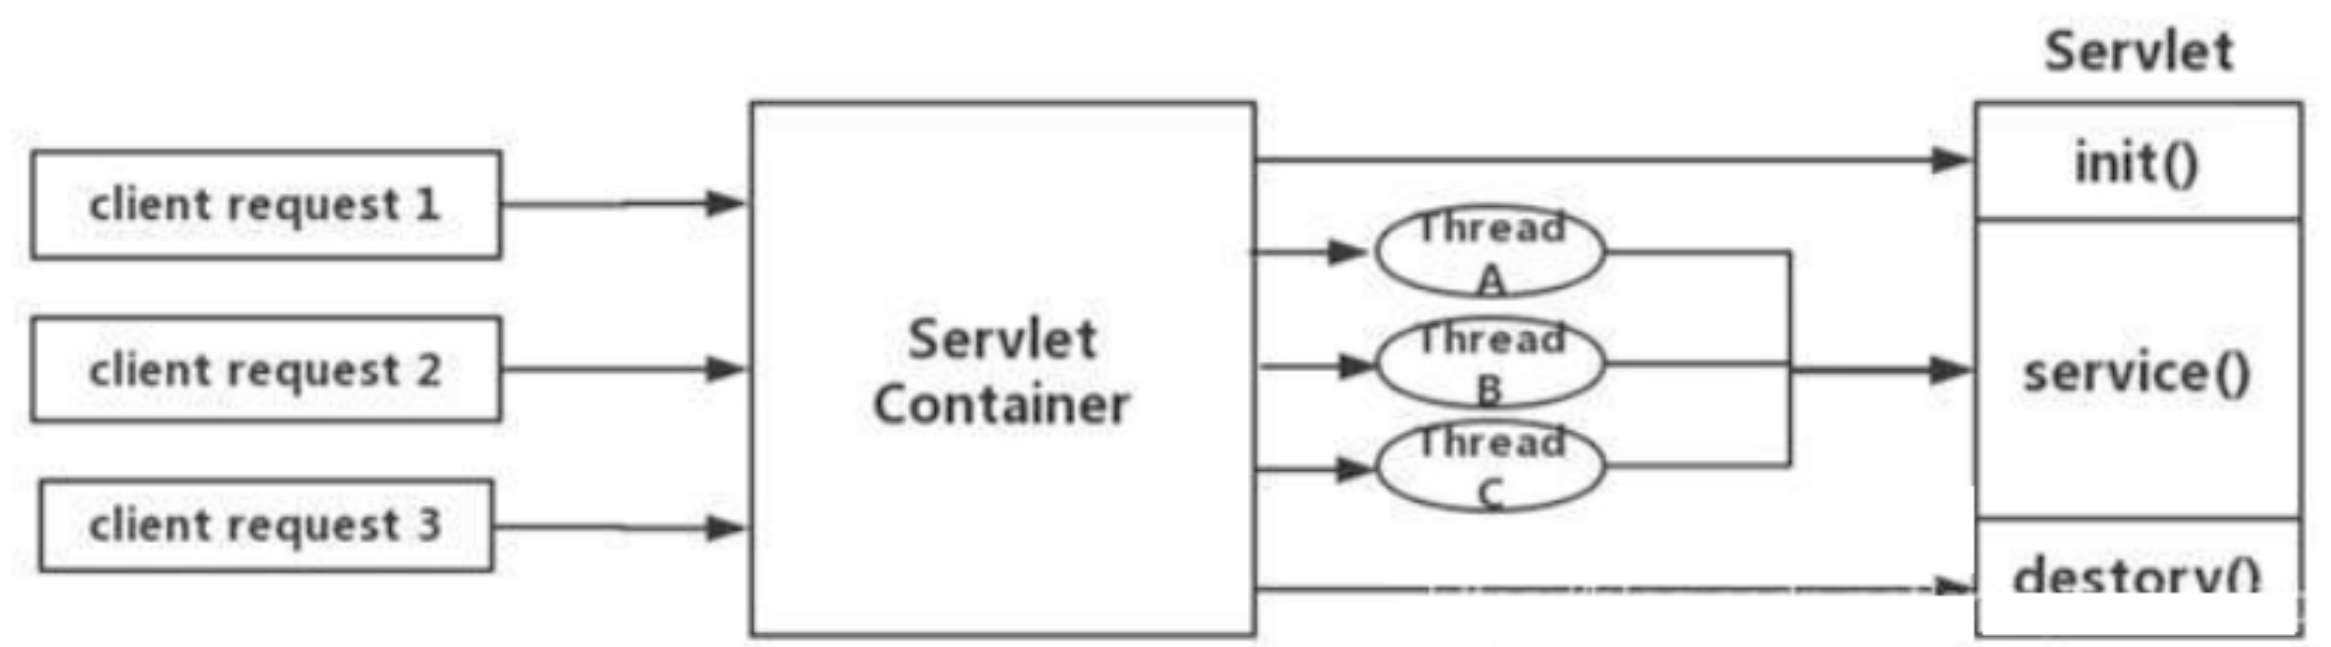 Servlet
client request 1
client request 2
client request 3
Servlet
Container
Thread
A
Thread
B
Thread
C
init()
service()
destory()